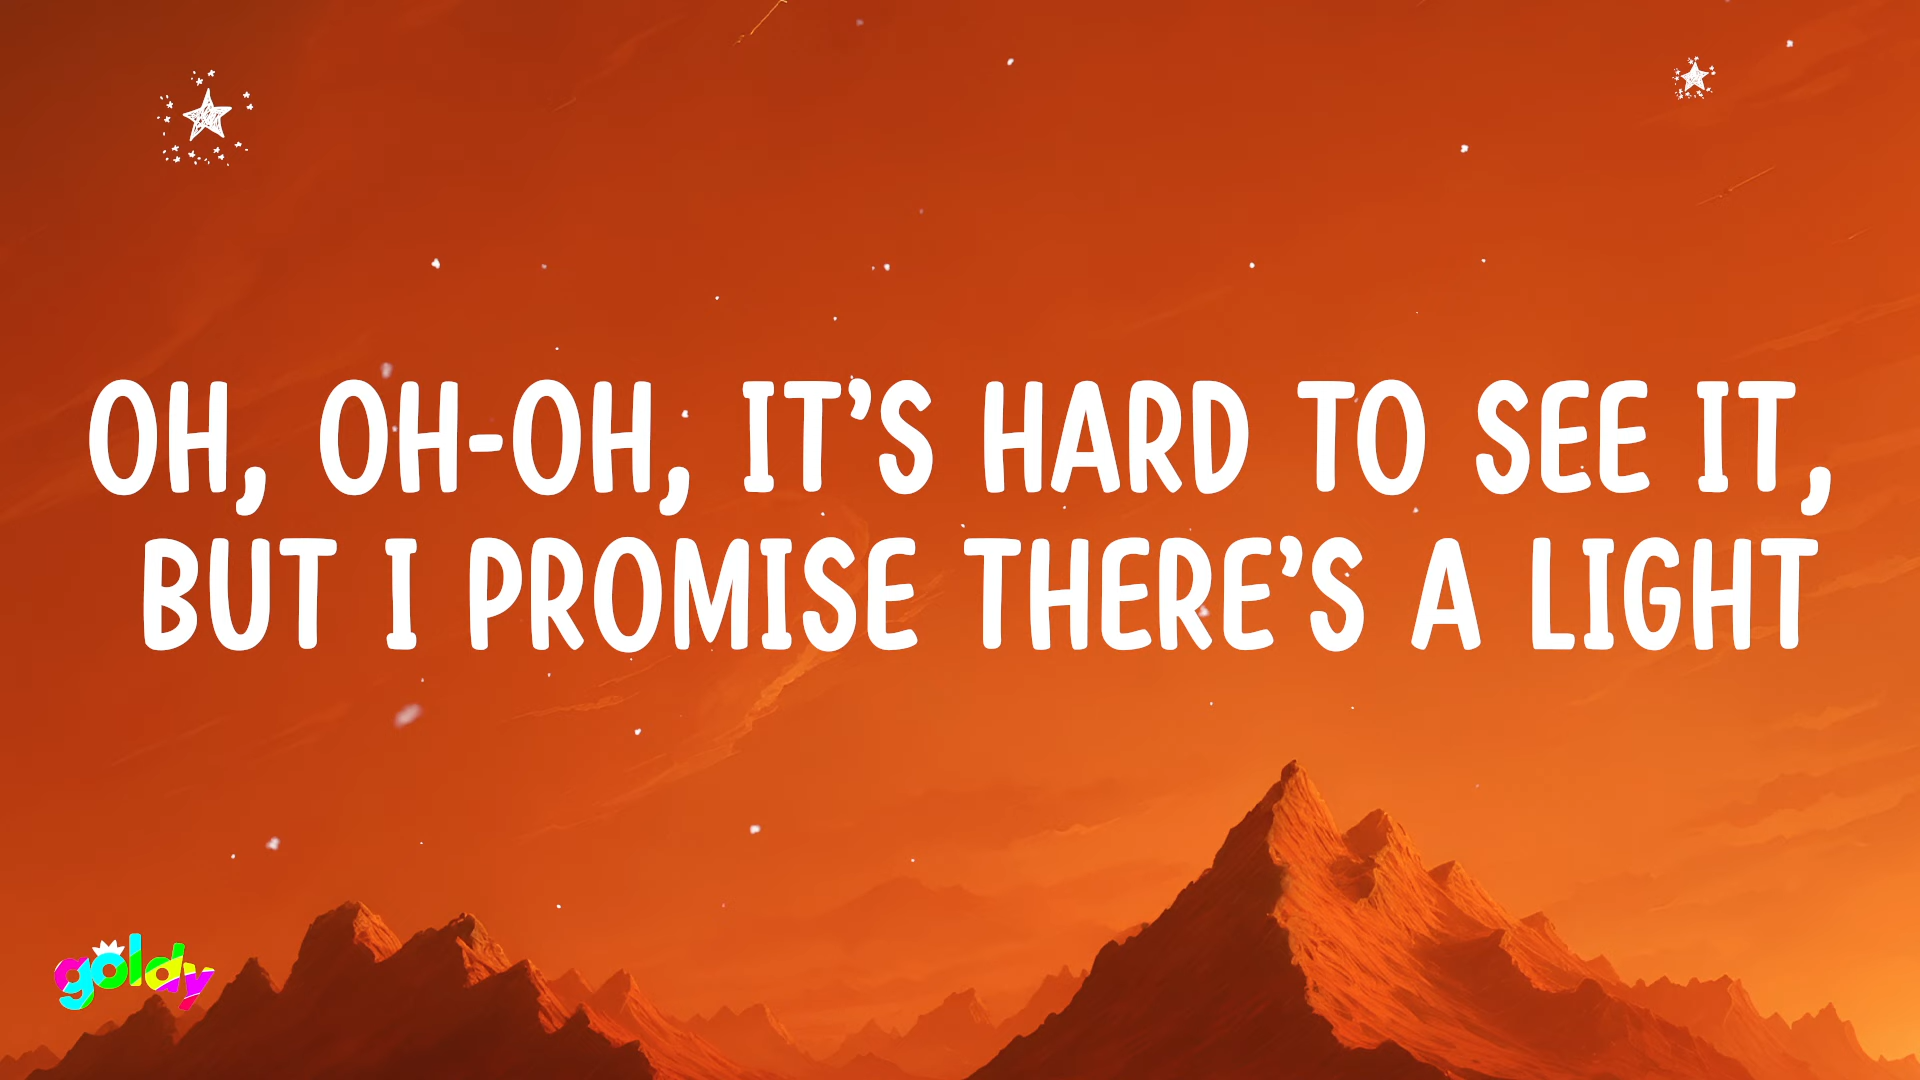 OH, OH-OH, IT’S HARD TO SEE IT,
BUT I PROMISE THERE’S A LIGHT
goldy